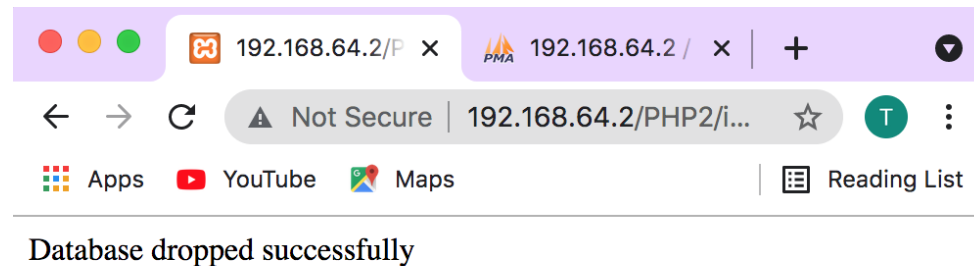 192.168.64.2/P
PMA 192.168.64.2 /
Not Secure | 192.168.64.2/PHP2/i... T
Apps YouTube Maps Reading List
Database dropped successfully